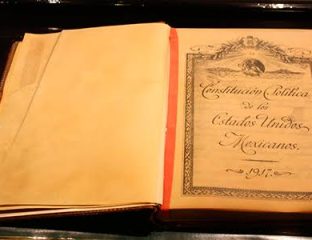 Constitución Política
de los
Estados Unidos
Mexicanos.
1917.